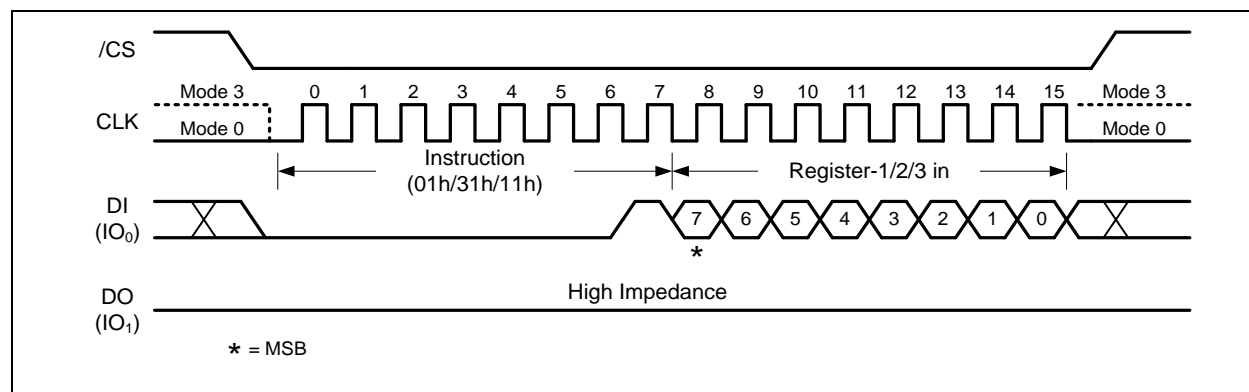 /CS
Mode 3 0 1 2 3 4 5 6 7 8 9 10 11 12 13 14 15 Mode 3
CLK
Mode 0 Mode 0
Instruction
(01h/31h/11h)
Register-1/2/3 in
DI
(IO₀)
7 6 5 4 3 2 1 0
*
High Impedance
DO
(IO₁)
* = MSB